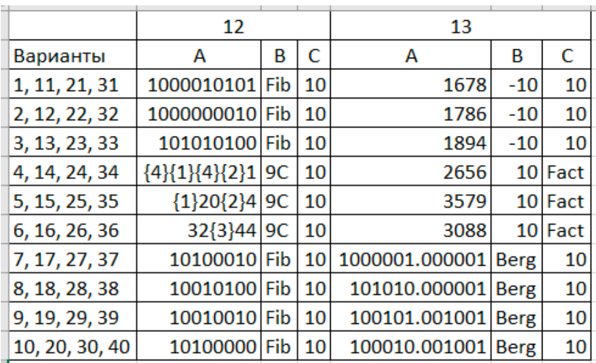 12 13
Варианты A B C A B C
1, 11, 21, 31 1000010101 Fib 10 1678 -10 10
2, 12, 22, 32 1000000010 Fib 10 1786 -10 10
3, 13, 23, 33 101010100 Fib 10 1894 -10 10
4, 14, 24, 34 {4}{1}{4}{2}1 9C 10 2656 10 Fact
5, 15, 25, 35 {1}20{2}4 9C 10 3579 10 Fact
6, 16, 26, 36 32{3}44 9C 10 3088 10 Fact
7, 17, 27, 37 10100010 Fib 10 1000001.000001 Berg 10
8, 18, 28, 38 10010100 Fib 10 101010.000001 Berg 10
9, 19, 29, 39 10010010 Fib 10 100101.001001 Berg 10
10, 20, 30, 40 10100000 Fib 10 100010.001001 Berg 10